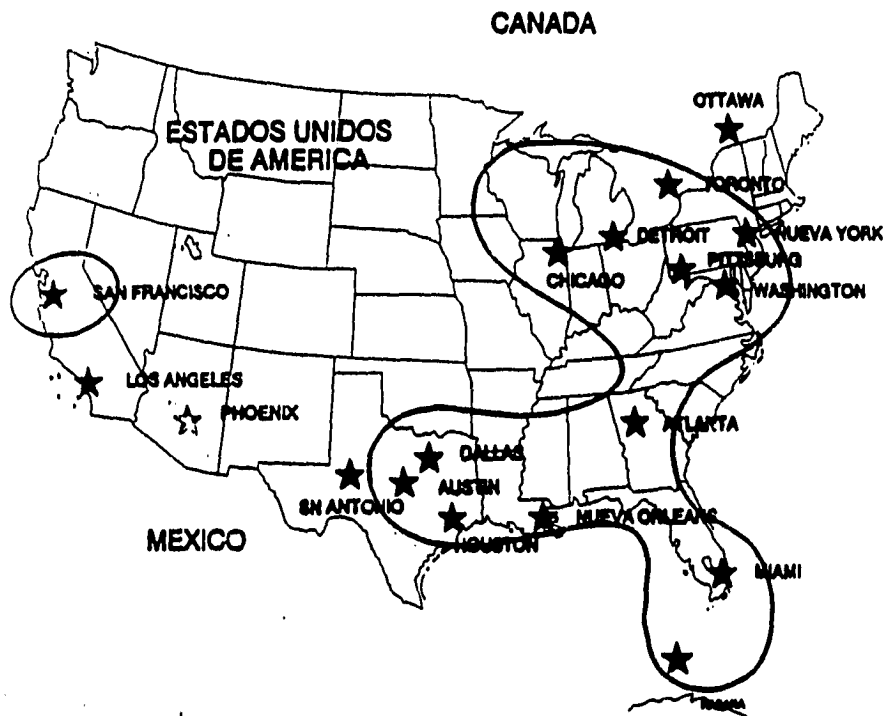 CANADA
OTTAWA
ESTADOS UNIDOS
DE AMERICA
TORONTO
NUEVA YORK
DETROIT
PITTSBURG
CHICAGO
WASHINGTON
SAN FRANCISCO
LOS ANGELES
PHOENIX
ATLANTA
DALLAS
AUSTIN
SN ANTONIO
NUEVA ORLEANS
HOUSTON
MEXICO
MIAMI